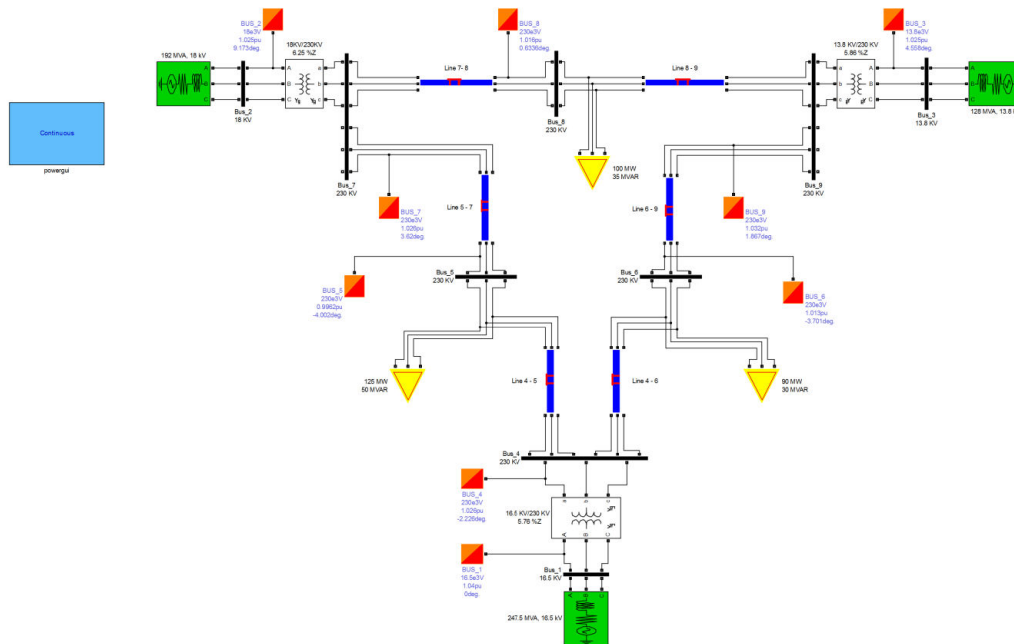 BUS_2
18e3V
1.025pu
9.173deg.
192 MVA, 18 kV
A
B
C
Bus_2
18 KV
18KV/230KV
6.25 %Z
A
B
C
a
b
c
Yg
Yg
Bus_7
230 KV
Line 7- 8
BUS_8
230e3V
1.016pu
0.6336deg.
Bus_8
230 KV
Line 8 - 9
100 MW
35 MVAR
Bus_9
230 KV
13.8 KV/230 KV
5.86 %Z
a
b
c
A
B
C
BUS_3
13.8e3V
1.025pu
4.558deg.
Bus_3
13.8 KV
A
B
C
128 MVA, 13.8
Continuous
powergui
BUS_7
230e3V
1.026pu
3.62deg.
Line 5 - 7
Line 6 - 9
BUS_9
230e3V
1.032pu
1.867deg.
BUS_5
230e3V
0.9962pu
-4.002deg.
Bus_5
230 KV
Bus_6
230 KV
BUS_6
230e3V
1.013pu
-3.701deg.
125 MW
50 MVAR
Line 4 - 5
Line 4 - 6
90 MW
30 MVAR
Bus_4
230 KV
BUS_4
230e3V
1.026pu
-2.226deg.
16.5 KV/230 KV
5.76 %Z
a
b
c
A
B
C
BUS_1
16.5e3V
1.04pu
0deg.
Bus_1
16.5 KV
A
B
C
247.5 MVA, 16.5 kV